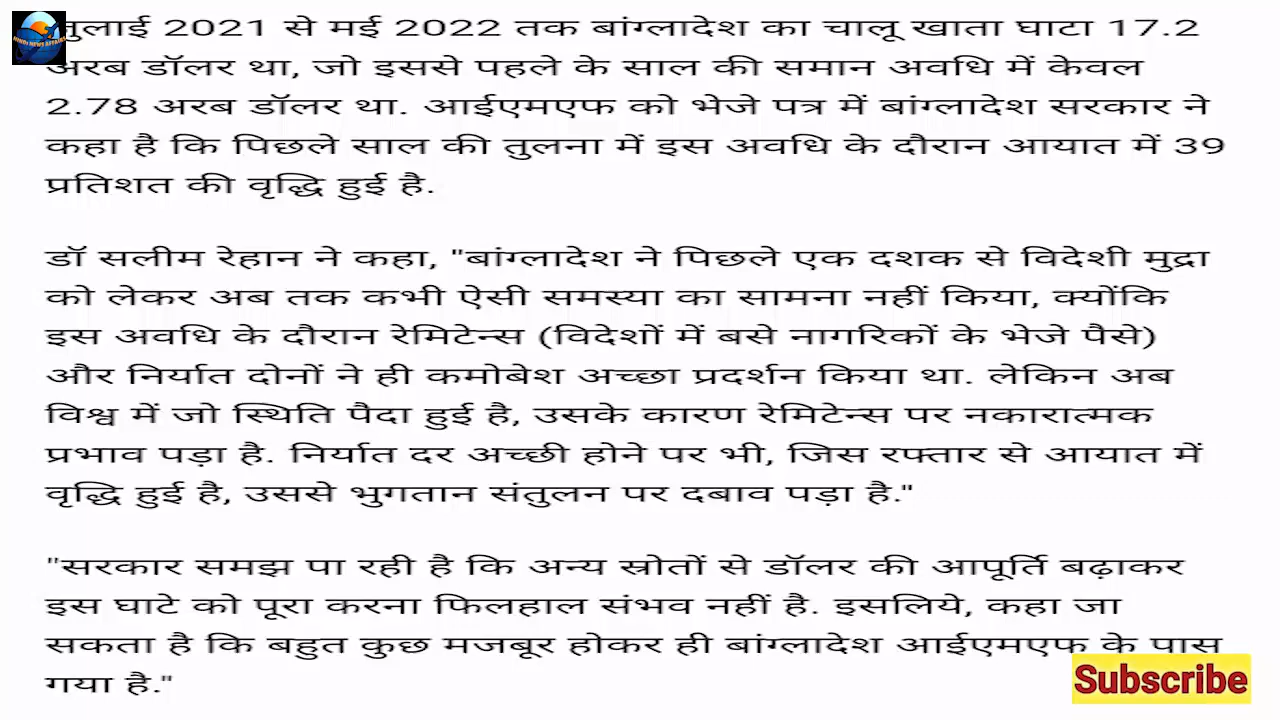 जुलाई 2021 से मई 2022 तक बांग्लादेश का चालू खाता घाटा 17.2
अरब डॉलर था, जो इससे पहले के साल की समान अवधि में केवल
2.78 अरब डॉलर था. आईएमएफ को भेजे पत्र में बांग्लादेश सरकार ने
कहा है कि पिछले साल की तुलना में इस अवधि के दौरान आयात में 39
प्रतिशत की वृद्धि हुई है.
डॉ सलीम रेहान ने कहा, "बांग्लादेश ने पिछले एक दशक से विदेशी मुद्रा
को लेकर अब तक कभी ऐसी समस्या का सामना नहीं किया, क्योंकि
इस अवधि के दौरान रेमिटेन्स (विदेशों में बसे नागरिकों के भेजे पैसे)
और निर्यात दोनों ने ही कमोबेश अच्छा प्रदर्शन किया था. लेकिन अब
विश्व में जो स्थिति पैदा हुई है, उसके कारण रेमिटेन्स पर नकारात्मक
प्रभाव पड़ा है. निर्यात दर अच्छी होने पर भी, जिस रफ्तार से आयात में
वृद्धि हुई है, उससे भुगतान संतुलन पर दबाव पड़ा है."
"सरकार समझ पा रही है कि अन्य स्रोतों से डॉलर की आपूर्ति बढ़ाकर
इस घाटे को पूरा करना फिलहाल संभव नहीं है. इसलिये, कहा जा
सकता है कि बहुत कुछ मजबूर होकर ही बांग्लादेश आईएमएफ के पास
गया है."
Subscribe
HINDI NEWS AFFAIRS